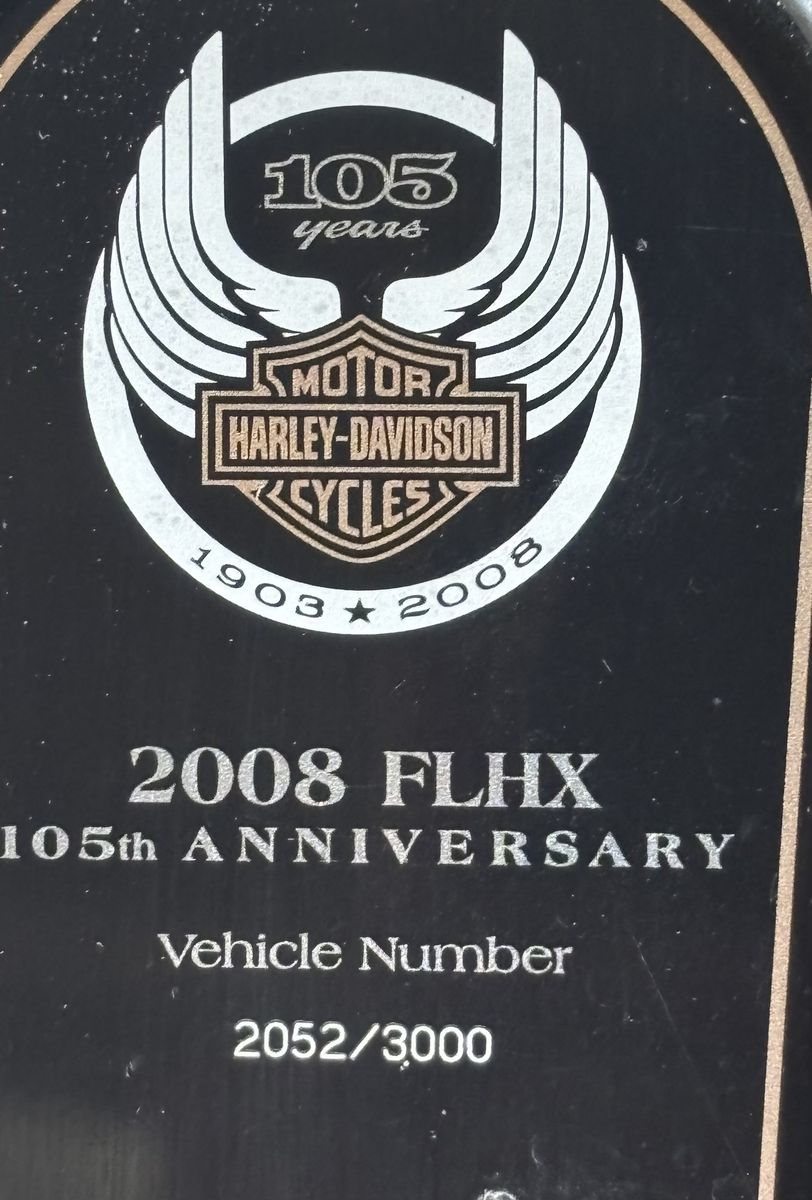 105
years
MOTOR
HARLEY-DAVIDSON
CYCLES
1903 ★ 2008
2008 FLHX
105th ANNIVERSARY
Vehicle Number
2052/3000